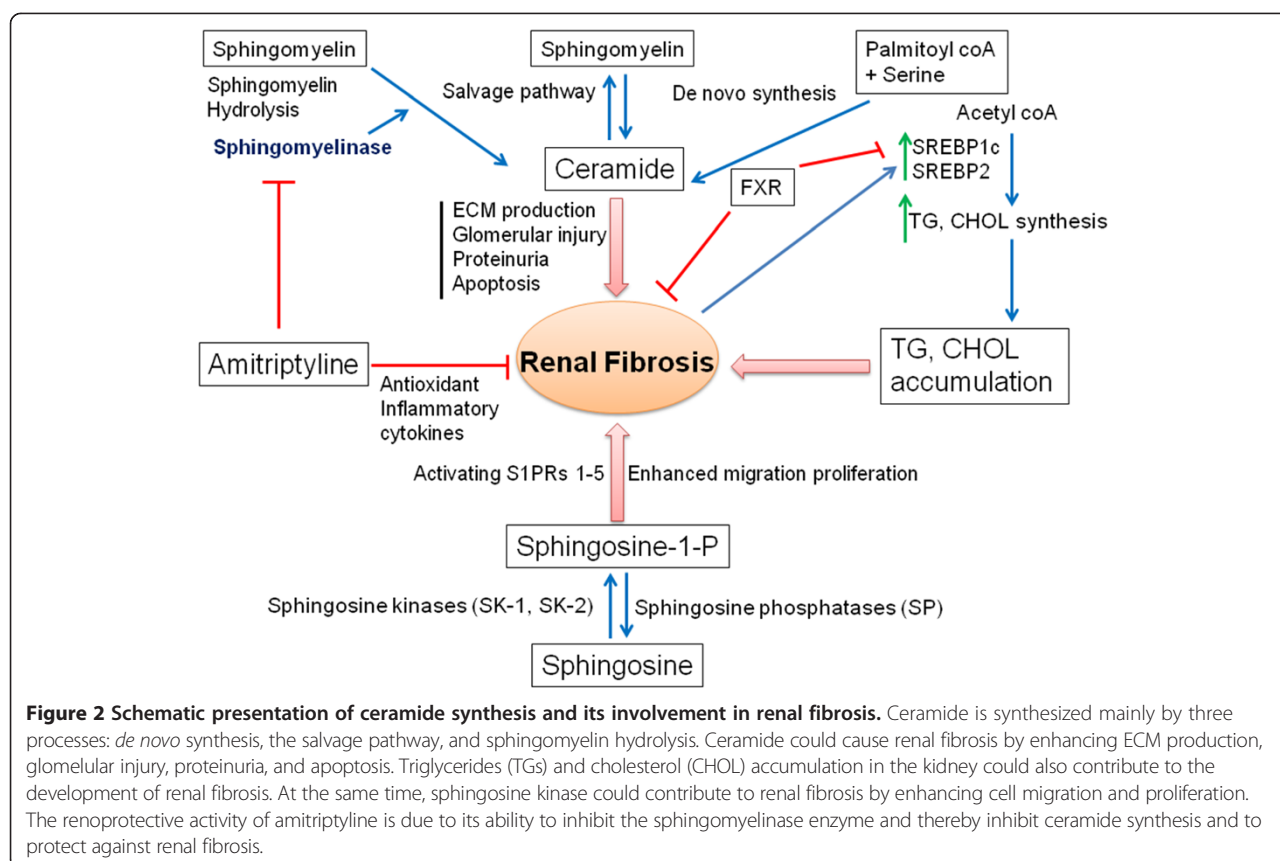 Sphingomyelin
Sphingomyelin
Hydrolysis
Sphingomyelinase
Sphingomyelin
Salvage pathway
De novo synthesis
Palmitoyl coA
+ Serine
Acetyl coA
SREBP1c
SREBP2
TG, CHOL synthesis
Ceramide
FXR
ECM production
Glomerular injury
Proteinuria
Apoptosis
Amitriptyline
Antioxidant
Inflammatory
cytokines
Renal Fibrosis
TG, CHOL
accumulation
Activating S1PRs 1-5
Enhanced migration proliferation
Sphingosine-1-P
Sphingosine kinases (SK-1, SK-2)
Sphingosine phosphatases (SP)
Sphingosine
Figure 2 Schematic presentation of ceramide synthesis and its involvement in renal fibrosis. Ceramide is synthesized mainly by three
processes: de novo synthesis, the salvage pathway, and sphingomyelin hydrolysis. Ceramide could cause renal fibrosis by enhancing ECM production,
glomelular injury, proteinuria, and apoptosis. Triglycerides (TGs) and cholesterol (CHOL) accumulation in the kidney could also contribute to the
development of renal fibrosis. At the same time, sphingosine kinase could contribute to renal fibrosis by enhancing cell migration and proliferation.
The renoprotective activity of amitriptyline is due to its ability to inhibit the sphingomyelinase enzyme and thereby inhibit ceramide synthesis and to
protect against renal fibrosis.